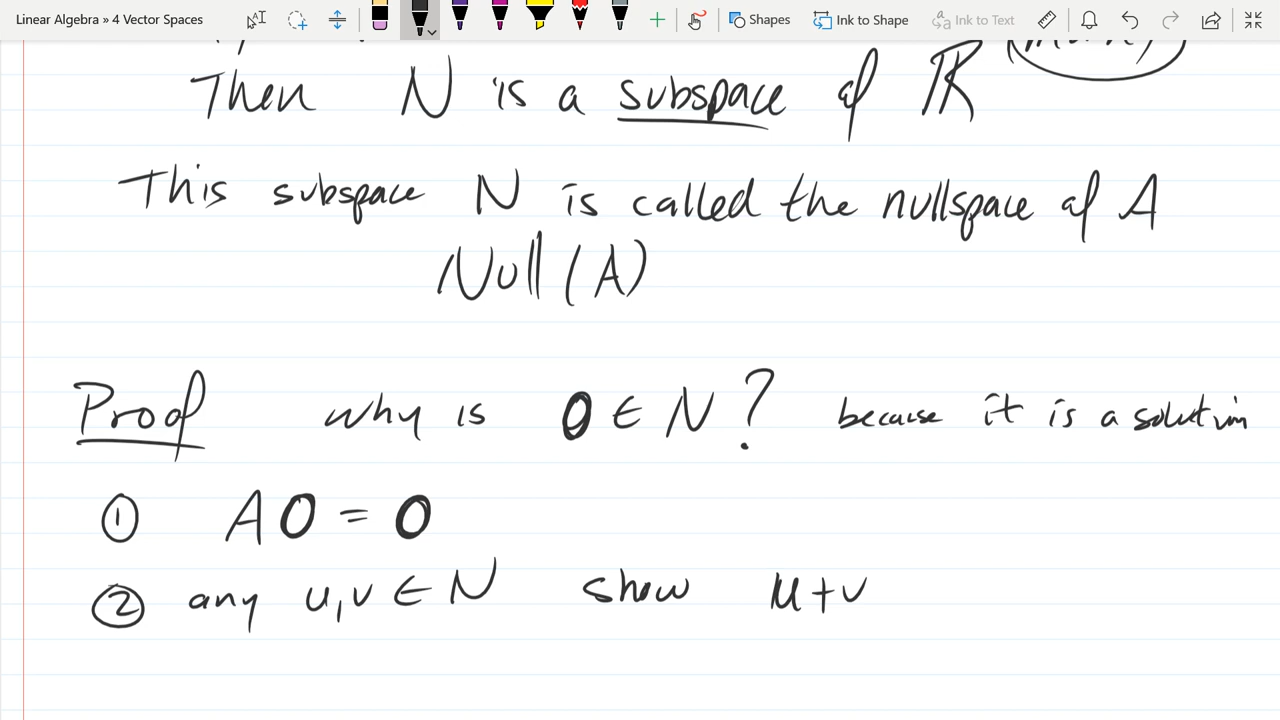 Linear Algebra » 4 Vector Spaces
Shapes
Ink to Shape
Ink to Text
Then N is a subspace of R
This subspace N is called the nullspace of A
Null(A)
Proof why is 0 ∈ N? because it is a solution
① A0 = 0
② any u,v ∈ N show u+v